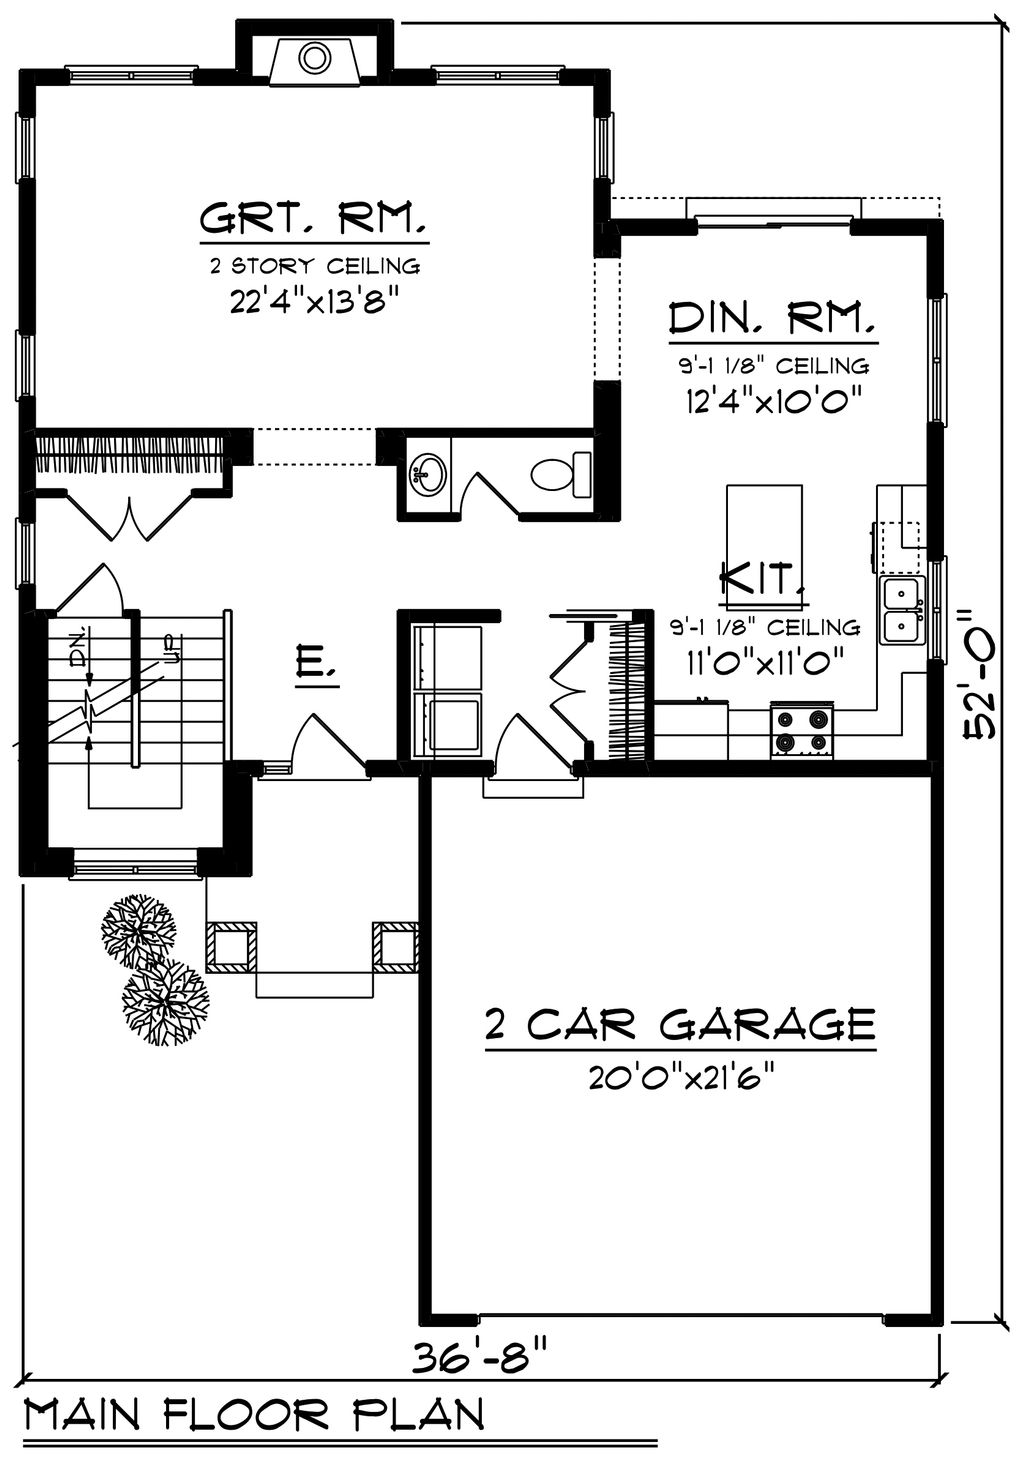 GRT. RM.
2 STORY CEILING
22'4"x13'8"
DIN. RM.
9'-1 1/8" CEILING
12'4"x10'0"
KIT.
9'-1 1/8" CEILING
11'0"x11'0"
DN.
UP
E.
52'-0"
2 CAR GARAGE
20'0"x21'6"
36'-8"
MAIN FLOOR PLAN